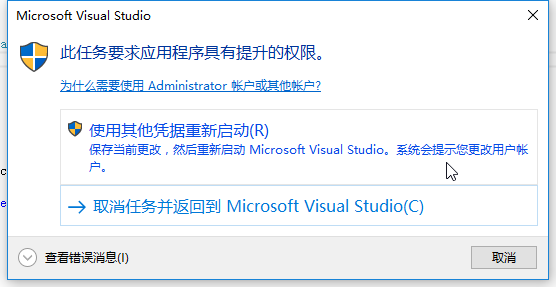 Microsoft Visual Studio
此任务要求应用程序具有提升的权限。
为什么需要使用 Administrator 帐户或其他帐户?
使用其他凭据重新启动(R)
保存当前更改，然后重新启动 Microsoft Visual Studio。系统会提示您更改用户帐
户。
取消任务并返回到 Microsoft Visual Studio(C)
查看错误消息(I)
取消